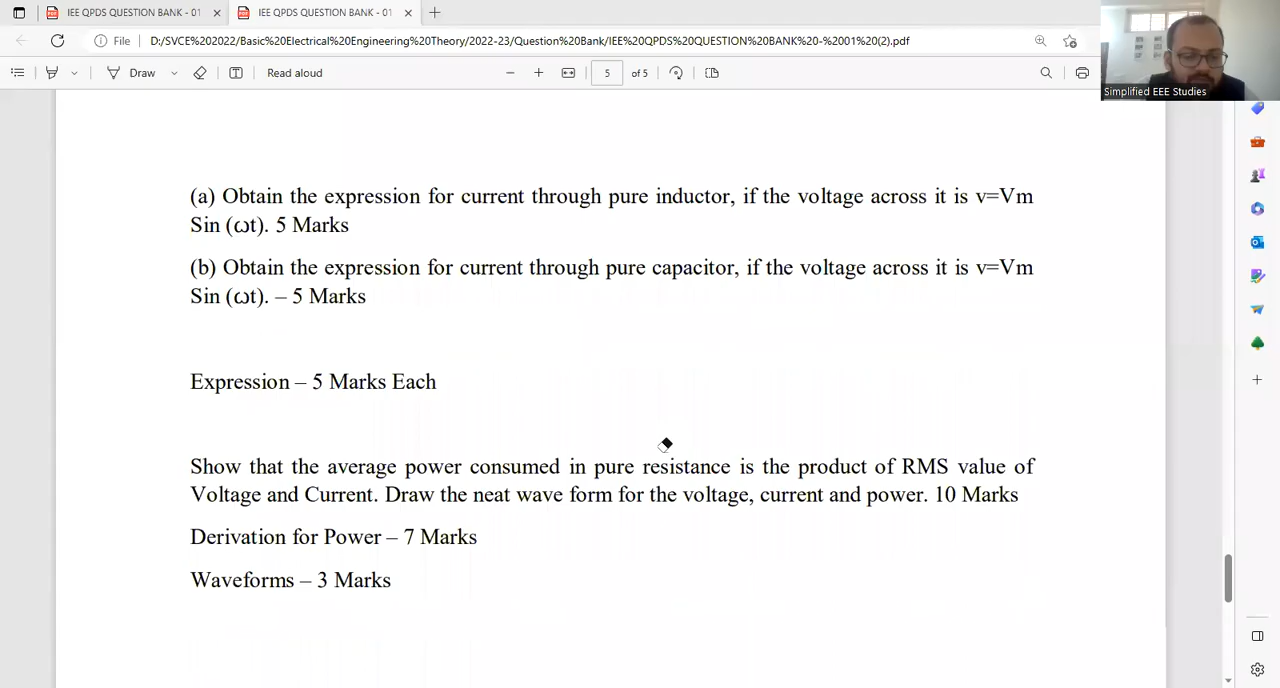 IEE QPDS QUESTION BANK - 01
IEE QPDS QUESTION BANK - 01
File
D:/SVCE%202022/Basic%20Electrical%20Engineering%20Theory/2022-23/Question%20Bank/IEE%20QPDS%20QUESTION%20BANK%20-%2001%20(2).pdf
Draw
Read aloud
5
of 5
Simplified EEE Studies
(a) Obtain the expression for current through pure inductor, if the voltage across it is v=Vm
Sin (ωt). 5 Marks
(b) Obtain the expression for current through pure capacitor, if the voltage across it is v=Vm
Sin (ωt). – 5 Marks
Expression – 5 Marks Each
Show that the average power consumed in pure resistance is the product of RMS value of
Voltage and Current. Draw the neat wave form for the voltage, current and power. 10 Marks
Derivation for Power – 7 Marks
Waveforms – 3 Marks